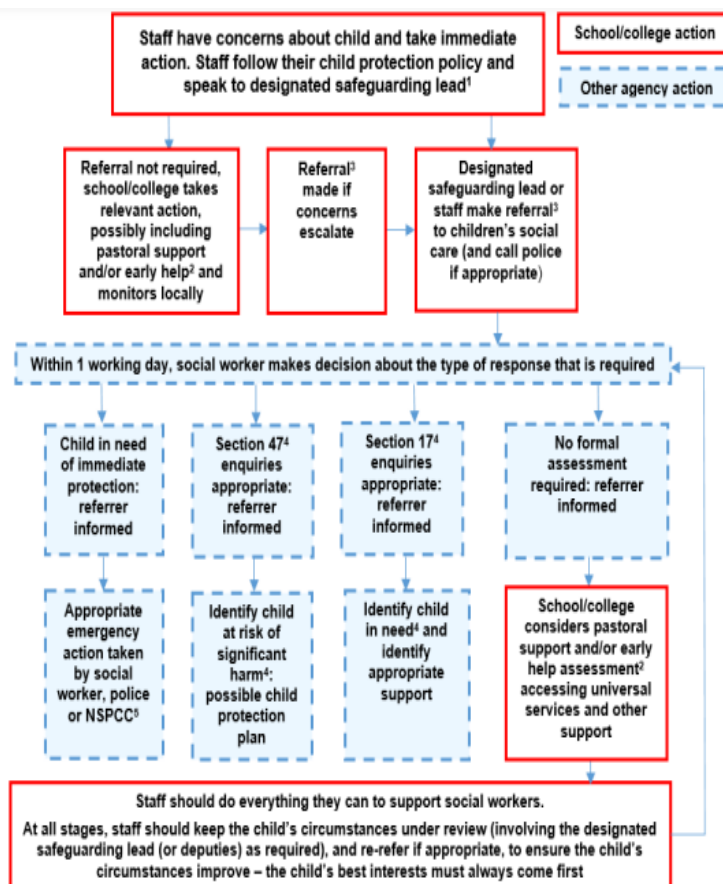 Staff have concerns about child and take immediate
action. Staff follow their child protection policy and
speak to designated safeguarding lead¹
School/college action
Other agency action
Referral not required,
school/college takes
relevant action,
possibly including
pastoral support
and/or early help² and
monitors locally
Referral³
made if
concerns
escalate
Designated
safeguarding lead or
staff make referral³
to children's social
care (and call police
if appropriate)
Within 1 working day, social worker makes decision about the type of response that is required
Child in need
of immediate
protection:
referrer
informed
Section 47⁴
enquiries
appropriate:
referrer
informed
Section 17⁴
enquiries
appropriate:
referrer
informed
No formal
assessment
required: referrer
informed
Appropriate
emergency
action taken
by social
worker, police
or NSPCC⁵
Identify child
at risk of
significant
harm⁴:
possible child
protection
plan
Identify child
in need⁴ and
identify
appropriate
support
School/college
considers pastoral
support and/or early
help assessment²
accessing universal
services and other
support
Staff should do everything they can to support social workers.
At all stages, staff should keep the child's circumstances under review (involving the designated
safeguarding lead (or deputies) as required), and re-refer if appropriate, to ensure the child's
circumstances improve – the child's best interests must always come first